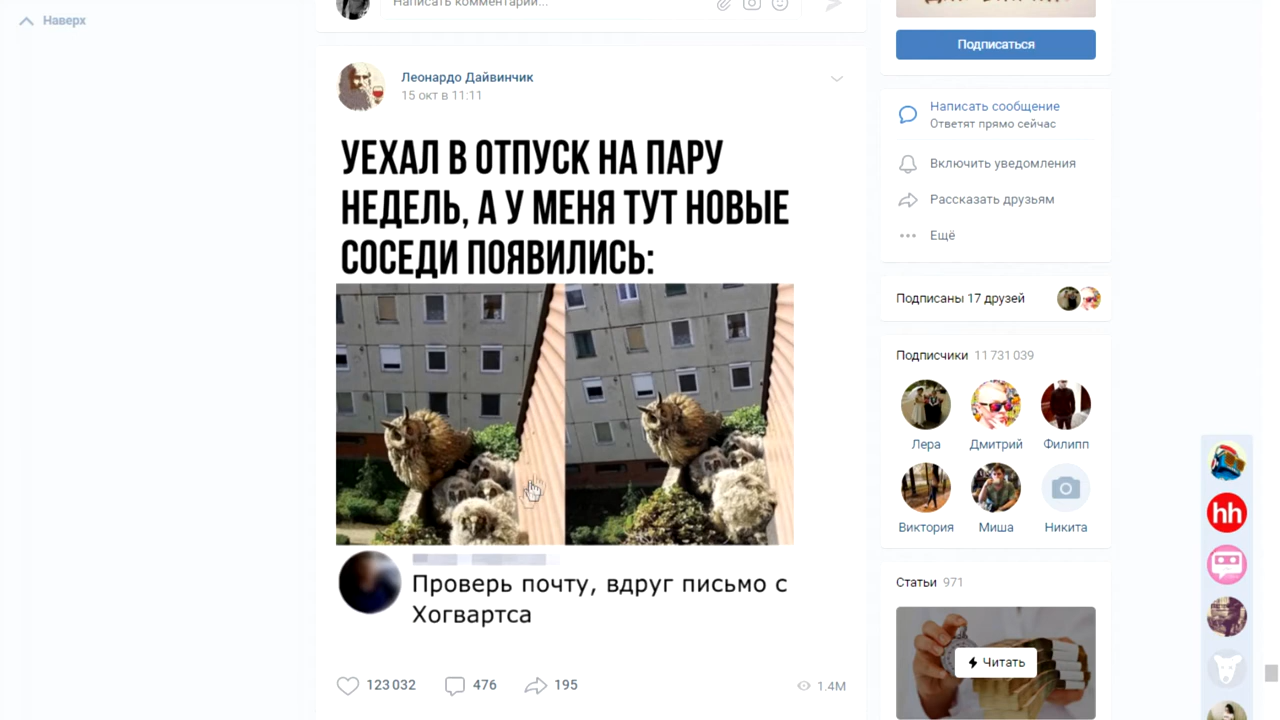 Наверх
Написать комментарий...
Леонардо Дайвинчик
15 окт в 11:11
УЕХАЛ В ОТПУСК НА ПАРУ
НЕДЕЛЬ, А У МЕНЯ ТУТ НОВЫЕ
СОСЕДИ ПОЯВИЛИСЬ:
Проверь почту, вдруг письмо с
Хогвартса
123 032
476
195
1.4M
Подписаться
Написать сообщение
Ответят прямо сейчас
Включить уведомления
Рассказать друзьям
Ещё
Подписаны 17 друзей
Подписчики 11 731 039
Лера Дмитрий Филипп
Виктория Миша Никита
Статьи 971
Читать
hh